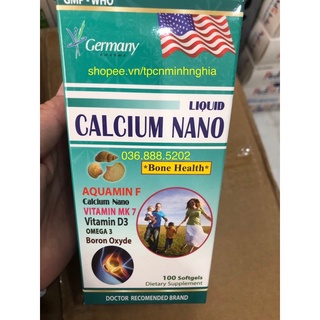 GMP - WHO
Germany
shopee.vn/tpcnminhnghia
LIQUID
CALCIUM NANO
036.888.5202
*Bone Health*
AQUAMIN F
Calcium Nano
VITAMIN MK 7
Vitamin D3
OMEGA 3
Boron Oxyde
100 Softgels
Dietary Supplement
DOCTOR RECOMENDED BRAND